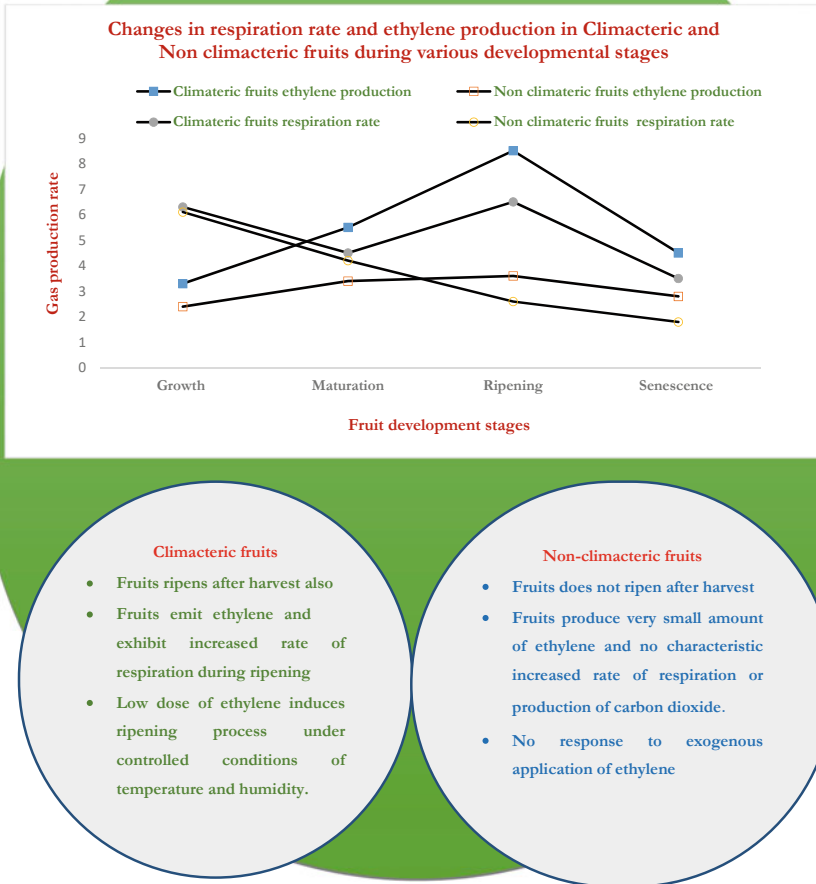 Changes in respiration rate and ethylene production in Climacteric and
Non climacteric fruits during various developmental stages
Climateric fruits ethylene production
Non climateric fruits ethylene production
Climateric fruits respiration rate
Non climateric fruits respiration rate
Gas production rate
9
8
7
6
5
4
3
2
1
0
Growth
Maturation
Ripening
Senescence
Fruit development stages
Climacteric fruits
• Fruits ripens after harvest also
• Fruits emit ethylene and
exhibit increased rate of
respiration during ripening
• Low dose of ethylene induces
ripening process under
controlled conditions of
temperature and humidity.
Non-climacteric fruits
• Fruits does not ripen after harvest
• Fruits produce very small amount
of ethylene and no characteristic
increased rate of respiration or
production of carbon dioxide.
• No response to exogenous
application of ethylene